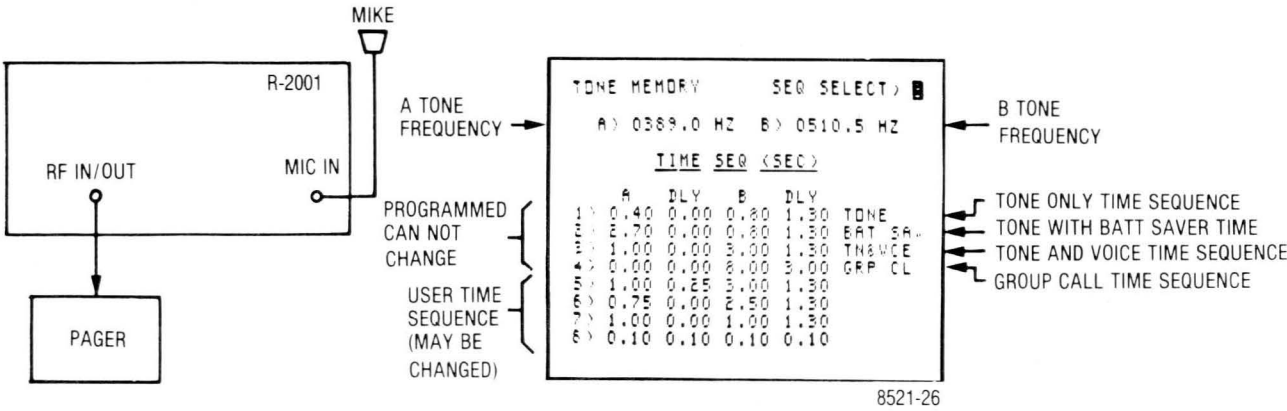 MIKE
R-2001
RF IN/OUT
MIC IN
PAGER
A TONE
FREQUENCY
PROGRAMMED
CAN NOT
CHANGE
USER TIME
SEQUENCE
(MAY BE
CHANGED)
TONE MEMORY SEQ SELECT>
A> 0389.0 HZ B> 0510.5 HZ
TIME SEQ (SEC)
A DLY B DLY
1> 0.40 0.00 0.80 1.30 TONE
2> 2.70 0.00 0.80 1.30 BAT SAV
3> 1.00 0.00 3.00 1.30 TN&VCE
4> 0.00 0.00 8.00 3.00 GRP CL
5> 1.00 0.25 3.00 1.30
6> 0.75 0.00 2.50 1.30
7> 1.00 0.00 1.00 1.30
8> 0.10 0.10 0.10 0.10
B TONE
FREQUENCY
TONE ONLY TIME SEQUENCE
TONE WITH BATT SAVER TIME
TONE AND VOICE TIME SEQUENCE
GROUP CALL TIME SEQUENCE
8521-26